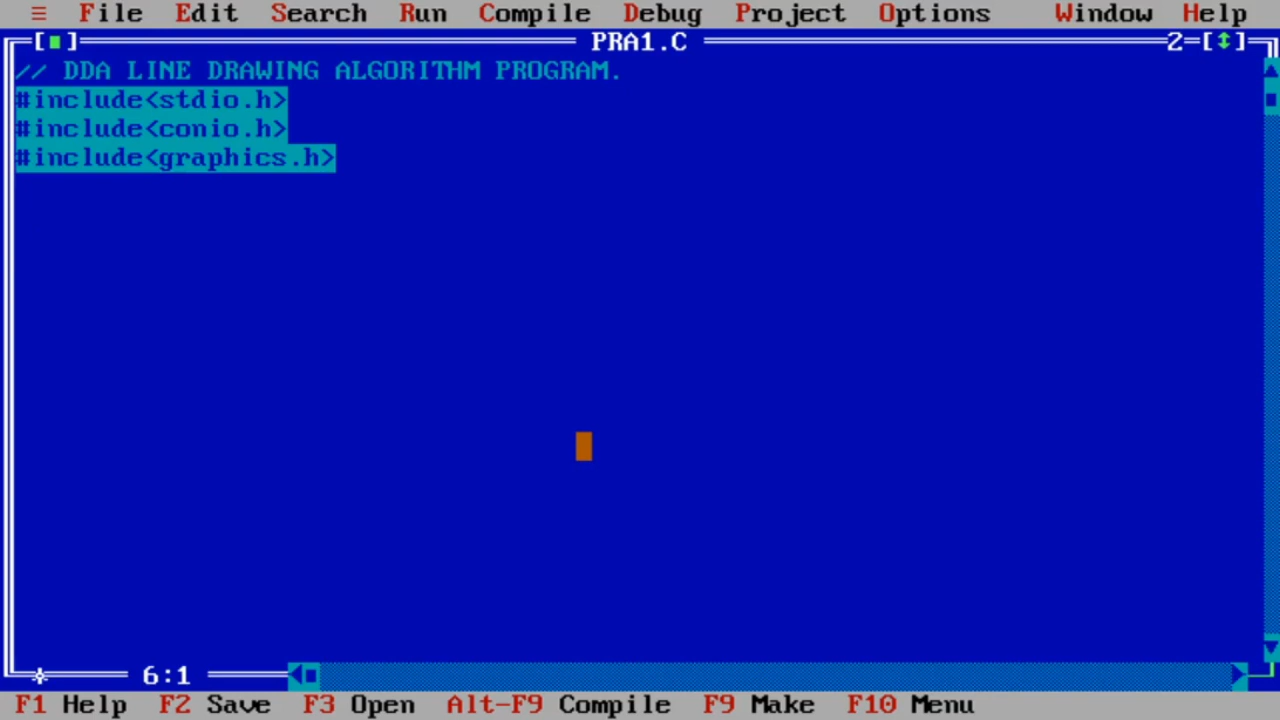 ≡ File Edit Search Run Compile Debug Project Options Window Help
[■] PRA1.C 2=[↕]
// DDA LINE DRAWING ALGORITHM PROGRAM.
#include<stdio.h>
#include<conio.h>
#include<graphics.h>
6:1
F1 Help F2 Save F3 Open Alt-F9 Compile F9 Make F10 Menu